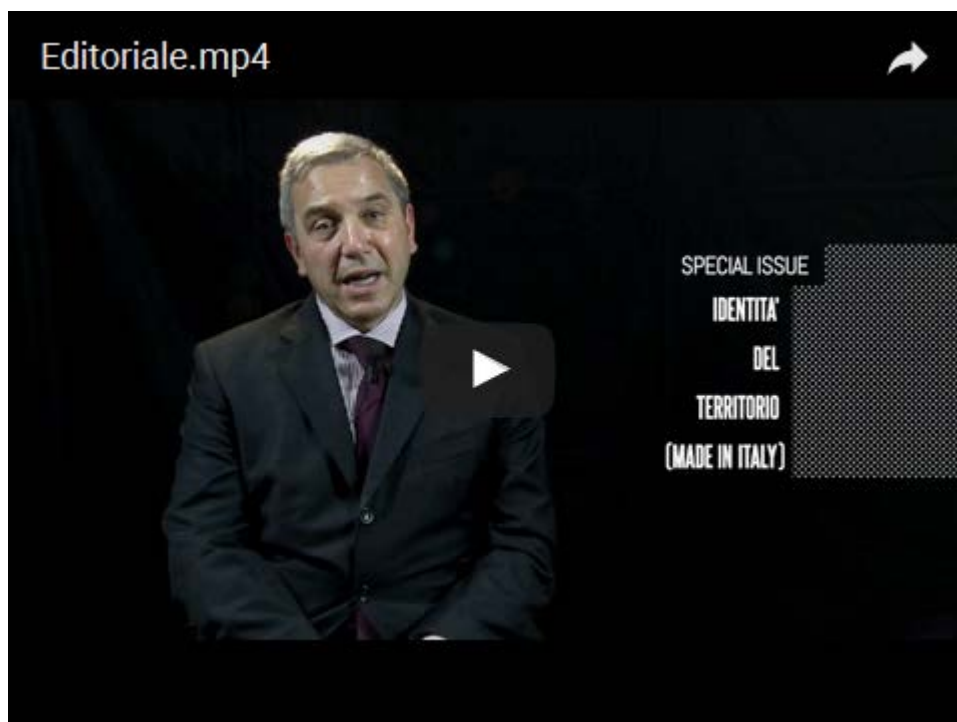 Editoriale.mp4
SPECIAL ISSUE
IDENTITA'
DEL
TERRITORIO
(MADE IN ITALY)